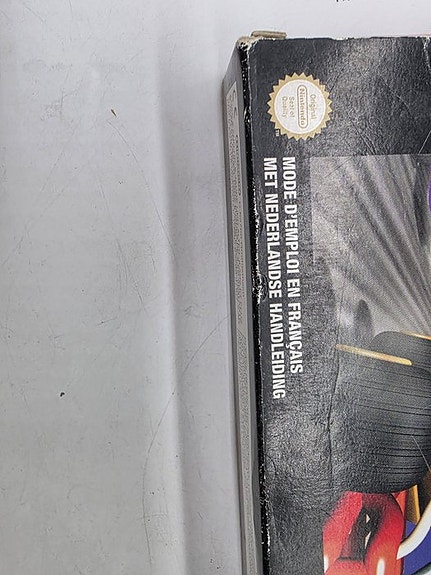 Original
Nintendo
Seal of
Quality
MODE D'EMPLOI EN FRANÇAIS
MET NEDERLANDSE HANDLEIDING